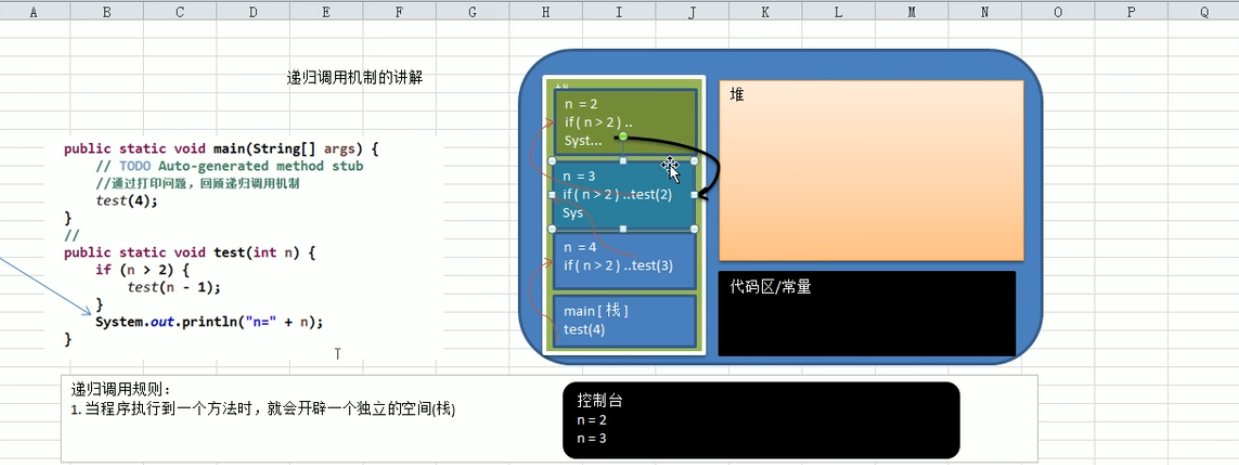 A B C D E F G H I J K L M N O P Q
递归调用机制的讲解
public static void main(String[] args) {
// TODO Auto-generated method stub
//通过打印问题，回顾递归调用机制
test(4);
}
//
public static void test(int n) {
if (n > 2) {
test(n - 1);
}
System.out.println("n=" + n);
}
n = 2
if( n > 2 ) ..
Syst...
n = 3
if( n > 2 ) ..test(2)
Sys
n = 4
if( n > 2 ) ..test(3)
main[ 栈 ]
test(4)
堆
代码区/常量
递归调用规则：
1. 当程序执行到一个方法时，就会开辟一个独立的空间(栈)
控制台
n = 2
n = 3